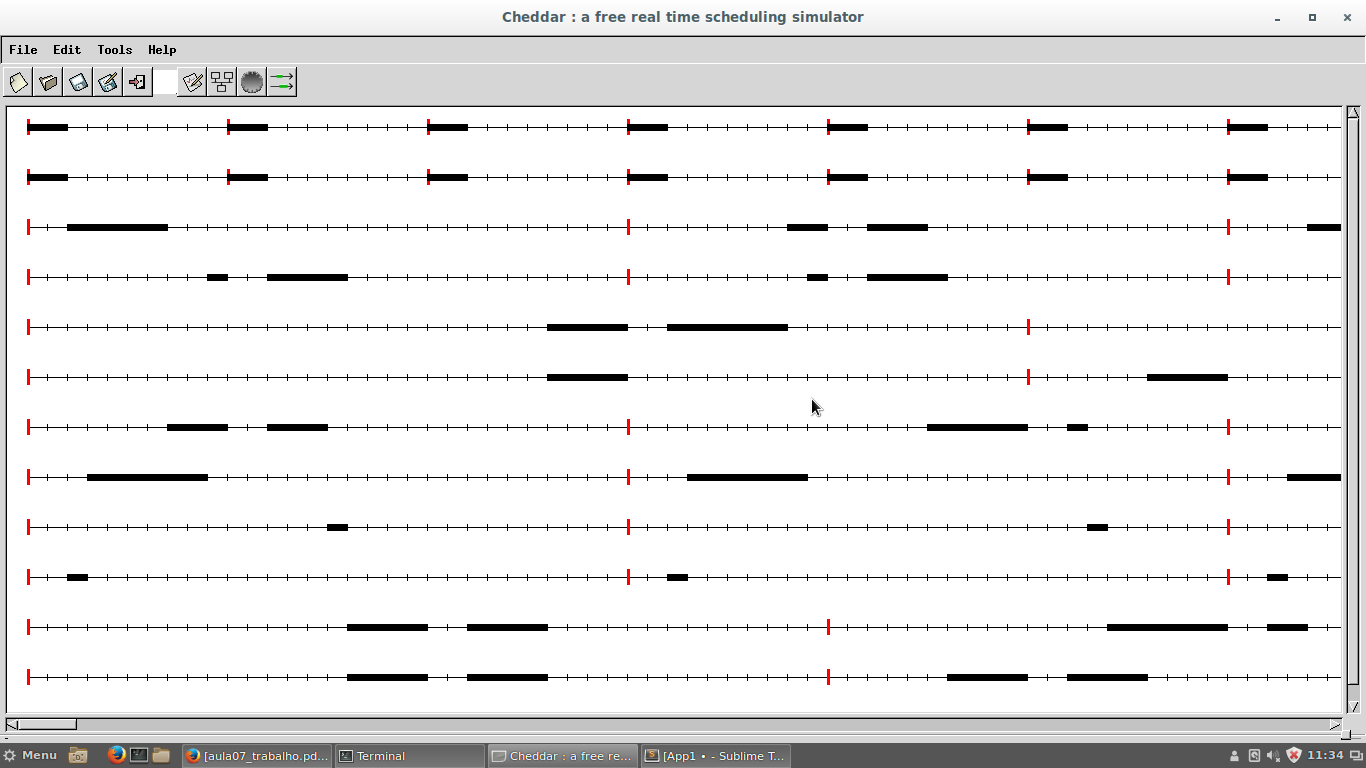 Cheddar : a free real time scheduling simulator
File Edit Tools Help
Menu [aula07_trabalho.pd... Terminal Cheddar : a free re... [App1 • - Sublime T... 11:34